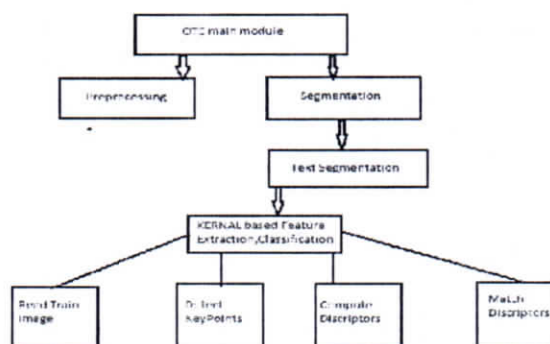 OTC main module
Preprocessing
Segmentation
Text Segmentation
KERNAL based Feature
Extraction,Classification
Read Train
Image
Detect
KeyPoints
Compute
Discriptors
Match
Discriptors